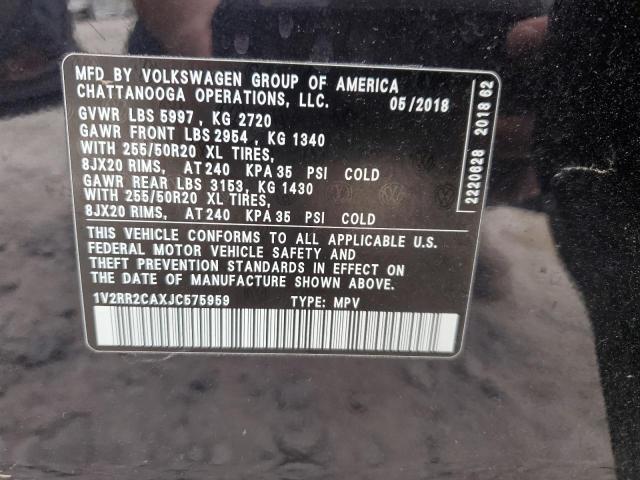 MFD BY VOLKSWAGEN GROUP OF AMERICA
CHATTANOOGA OPERATIONS, LLC. 05/2018
GVWR LBS 5997, KG 2720
GAWR FRONT LBS 2954, KG 1340
WITH 255/50R20 XL TIRES,
8JX20 RIMS, AT 240 KPA 35 PSI COLD
GAWR REAR LBS 3153, KG 1430
WITH 255/50R20 XL TIRES,
8JX20 RIMS, AT 240 KPA 35 PSI COLD
THIS VEHICLE CONFORMS TO ALL APPLICABLE U.S.
FEDERAL MOTOR VEHICLE SAFETY AND
THEFT PREVENTION STANDARDS IN EFFECT ON
THE DATE OF MANUFACTURE SHOWN ABOVE.
1V2RR2CAXJC575959 TYPE: MPV
2220628 2018 62